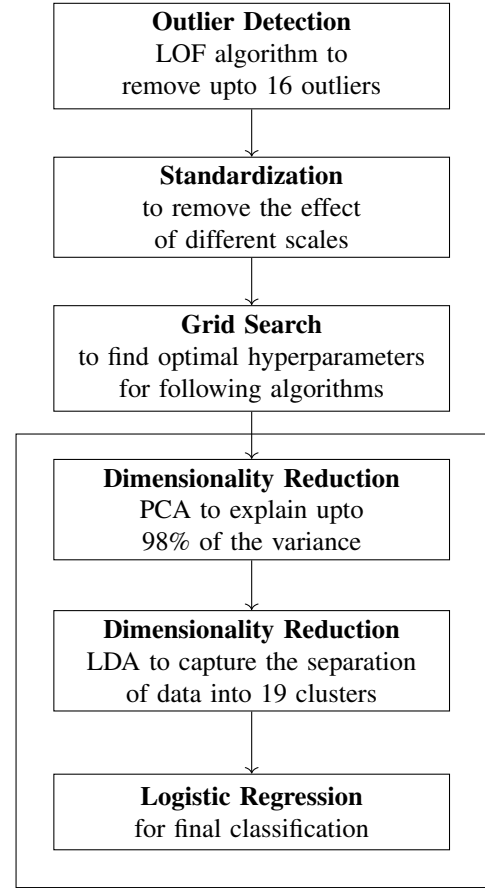 Outlier Detection
LOF algorithm to
remove upto 16 outliers
Standardization
to remove the effect
of different scales
Grid Search
to find optimal hyperparameters
for following algorithms
Dimensionality Reduction
PCA to explain upto
98% of the variance
Dimensionality Reduction
LDA to capture the separation
of data into 19 clusters
Logistic Regression
for final classification